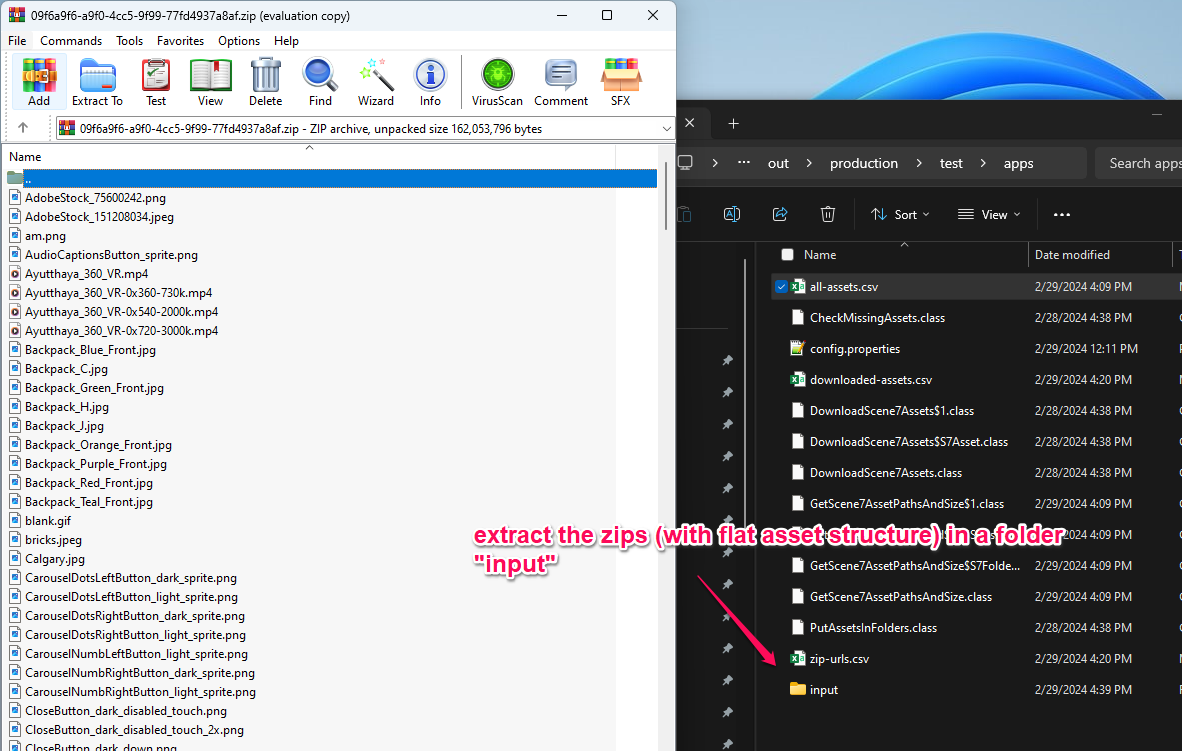 09f6a9f6-a9f0-4cc5-9f99-77fd4937a8af.zip (evaluation copy)
File Commands Tools Favorites Options Help
Add Extract To Test View Delete Find Wizard Info VirusScan Comment SFX
09f6a9f6-a9f0-4cc5-9f99-77fd4937a8af.zip - ZIP archive, unpacked size 162,053,796 bytes
Name
..
AdobeStock_75600242.png
AdobeStock_151208034.jpeg
am.png
AudioCaptionsButton_sprite.png
Ayutthaya_360_VR.mp4
Ayutthaya_360_VR-0x360-730k.mp4
Ayutthaya_360_VR-0x540-2000k.mp4
Ayutthaya_360_VR-0x720-3000k.mp4
Backpack_Blue_Front.jpg
Backpack_C.jpg
Backpack_Green_Front.jpg
Backpack_H.jpg
Backpack_J.jpg
Backpack_Orange_Front.jpg
Backpack_Purple_Front.jpg
Backpack_Red_Front.jpg
Backpack_Teal_Front.jpg
blank.gif
bricks.jpeg
Calgary.jpg
CarouselDotsLeftButton_dark_sprite.png
CarouselDotsLeftButton_light_sprite.png
CarouselDotsRightButton_dark_sprite.png
CarouselDotsRightButton_light_sprite.png
CarouselNumbLeftButton_light_sprite.png
CarouselNumbRightButton_dark_sprite.png
CarouselNumbRightButton_light_sprite.png
CloseButton_dark_disabled_touch.png
CloseButton_dark_disabled_touch_2x.png
CloseButton_dark_down.png
out > production > test > apps Search apps
Sort View
Name Date modified
all-assets.csv 2/29/2024 4:09 PM
CheckMissingAssets.class 2/28/2024 4:38 PM
config.properties 2/29/2024 12:11 PM
downloaded-assets.csv 2/29/2024 4:20 PM
DownloadScene7Assets$1.class 2/28/2024 4:38 PM
DownloadScene7Assets$S7Asset.class 2/28/2024 4:38 PM
DownloadScene7Assets.class 2/28/2024 4:38 PM
GetScene7AssetPathsAndSize$1.class 2/29/2024 4:09 PM
2/29/2024 4:09 PM
GetScene7AssetPathsAndSize$S7Folde... 2/29/2024 4:09 PM
GetScene7AssetPathsAndSize.class 2/29/2024 4:09 PM
PutAssetsInFolders.class 2/28/2024 4:38 PM
zip-urls.csv 2/29/2024 4:20 PM
input 2/29/2024 4:39 PM
extract the zips (with flat asset structure) in a folder
"input"